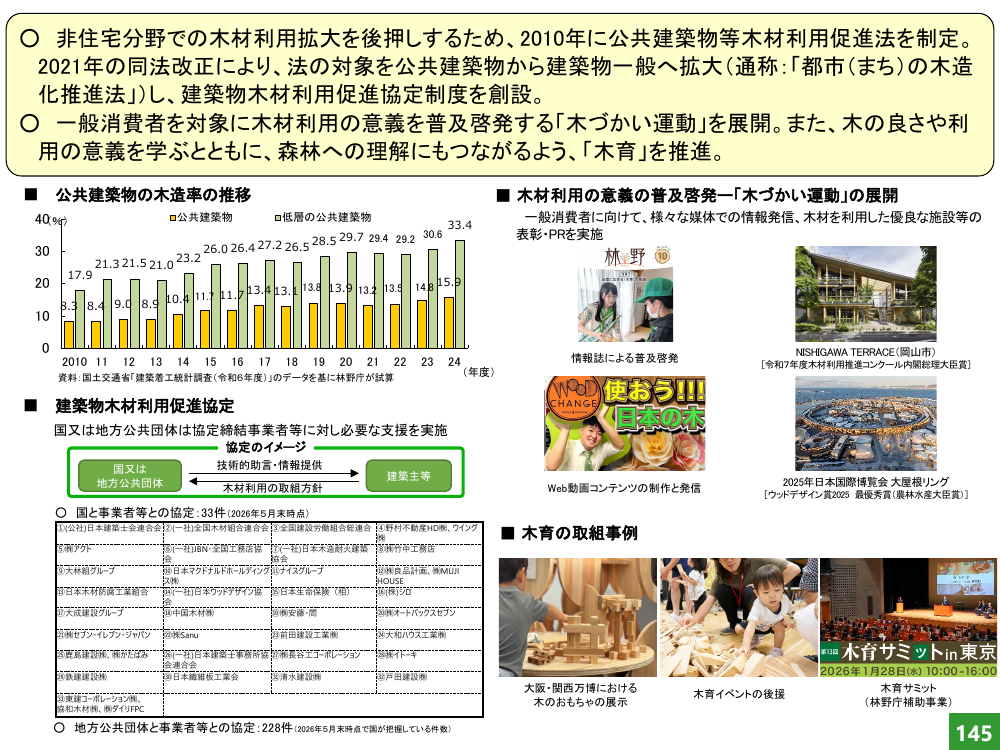 ○ 非住宅分野での木材利用拡大を後押しするため、2010年に公共建築物等木材利用促進法を制定。
2021年の同法改正により、法の対象を公共建築物から建築物一般へ拡大（通称：「都市（まち）の木造
化推進法」）し、建築物木材利用促進協定制度を創設。
○ 一般消費者を対象に木材利用の意義を普及啓発する「木づかい運動」を展開。また、木の良さや利
用の意義を学ぶとともに、森林への理解にもつながるよう、「木育」を推進。
■ 公共建築物の木造率の推移
(%)
公共建築物 低層の公共建築物
40
30
20
10
0
17.9 21.3 21.5 21.0 23.2 26.0 26.4 27.2 26.5 28.5 29.7 29.4 29.2 30.6 33.4
8.3 8.4 9.0 8.9 10.4 11.7 11.7 13.4 13.1 13.8 13.9 13.2 13.5 14.8 15.9
2010 11 12 13 14 15 16 17 18 19 20 21 22 23 24
（年度）
資料：国土交通省「建築着工統計調査（令和6年度）」のデータを基に林野庁が試算
■ 建築物木材利用促進協定
国又は地方公共団体は協定締結事業者等に対し必要な支援を実施
協定のイメージ
国又は
地方公共団体
技術的助言・情報提供
木材利用の取組方針
建築主等
○ 国と事業者等との協定：33件（2026年5月末時点）
①(公社)日本建築士会連合会 ②(一社)全国木材組合連合会 ③全国建設労働組合総連合 ④野村不動産HD㈱、ウイング㈱
⑤㈱アクト ⑥(一社)JBN・全国工務店協会 ⑦(一社)日本木造耐火建築協会 ⑧㈱竹中工務店
⑨大林組グループ ⑩日本マクドナルドホールディングス㈱ ⑪ナイスグループ ⑫㈱良品計画、㈱MUJI HOUSE
⑬日本木材防腐工業組合 ⑭(一社)日本ウッドデザイン協会 ⑮日本生命保険（相） ⑯(株)シロ
⑰大成建設グループ ⑱中国木材㈱ ⑲㈱安藤・間 ⑳㈱オートバックスセブン
㉑㈱セブン‐イレブン・ジャパン ㉒㈱Sanu ㉓前田建設工業㈱ ㉔大和ハウス工業㈱
㉕鹿島建設㈱、㈱かたばみ ㉖(一社)日本建築士事務所協会連合会 ㉗㈱長谷工コーポレーション ㉘㈱イトーキ
㉙鉄建建設㈱ ㉚日本繊維板工業会 ㉛清水建設㈱ ㉜戸田建設㈱
㉝東建コーポレーション㈱、
協和木材㈱、㈱ダイリFPC
○ 地方公共団体と事業者等との協定：228件（2026年5月末時点で国が把握している件数）
■ 木材利用の意義の普及啓発―「木づかい運動」の展開
一般消費者に向けて、様々な媒体での情報発信、木材を利用した優良な施設等の
表彰・PRを実施
林野
10
情報誌による普及啓発
NISHIGAWA TERRACE（岡山市）
［令和7年度木材利用推進コンクール内閣総理大臣賞］
WOOD
CHANGE
使おう!!!
日本の木
Web動画コンテンツの制作と発信
2025年日本国際博覧会 大屋根リング
［ウッドデザイン賞2025 最優秀賞（農林水産大臣賞）］
■ 木育の取組事例
大阪・関西万博における
木のおもちゃの展示
木育イベントの後援
第13回 木育サミットin東京
2026年1月28日(水) 10:00-16:00
木育サミット
（林野庁補助事業）
145